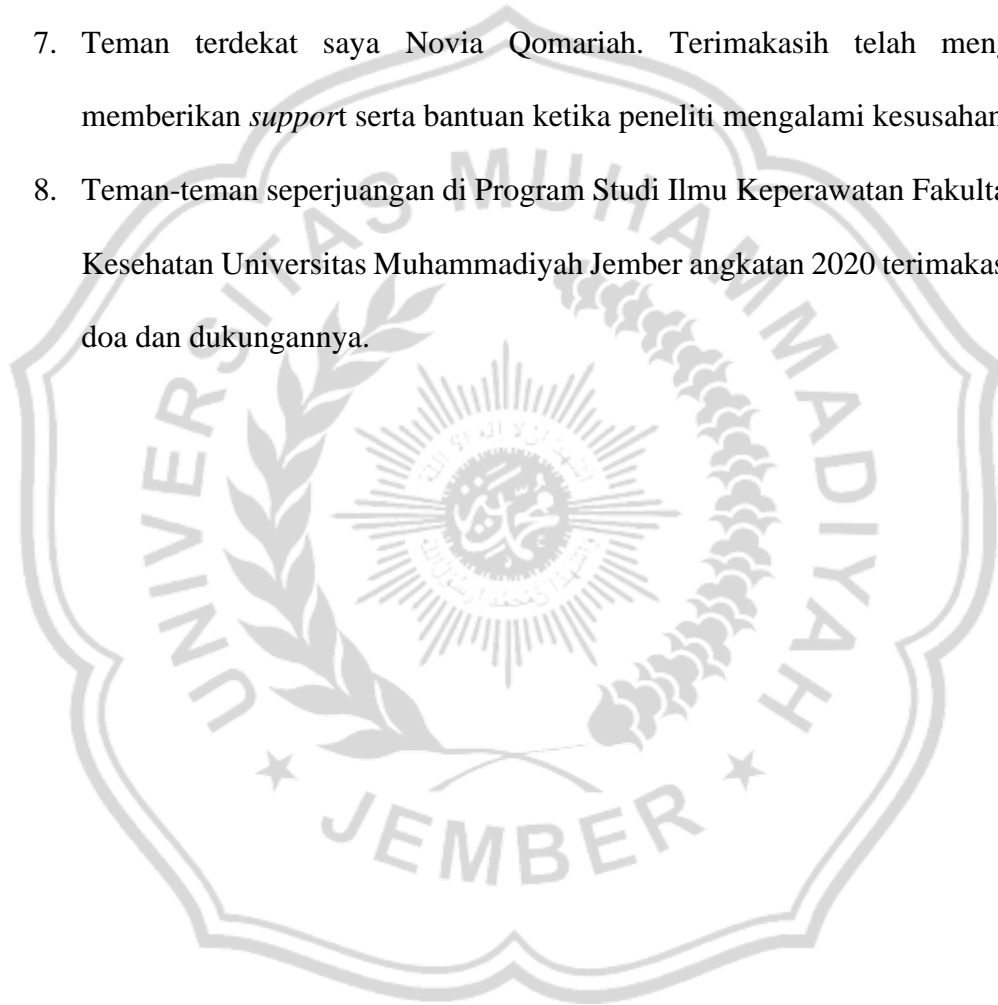 7. Teman terdekat saya Novia Qomariah. Terimakasih telah
memberikan support serta bantuan ketika peneliti mengalami kesusahan
8. Teman-teman seperjuangan di Program Studi Ilmu Keperawatan
Kesehatan Universitas Muhammadiyah Jember angkatan 2020
doa dan dukungannya.
UNIVERSITAS MUHAMMADIYAH
JEMBER